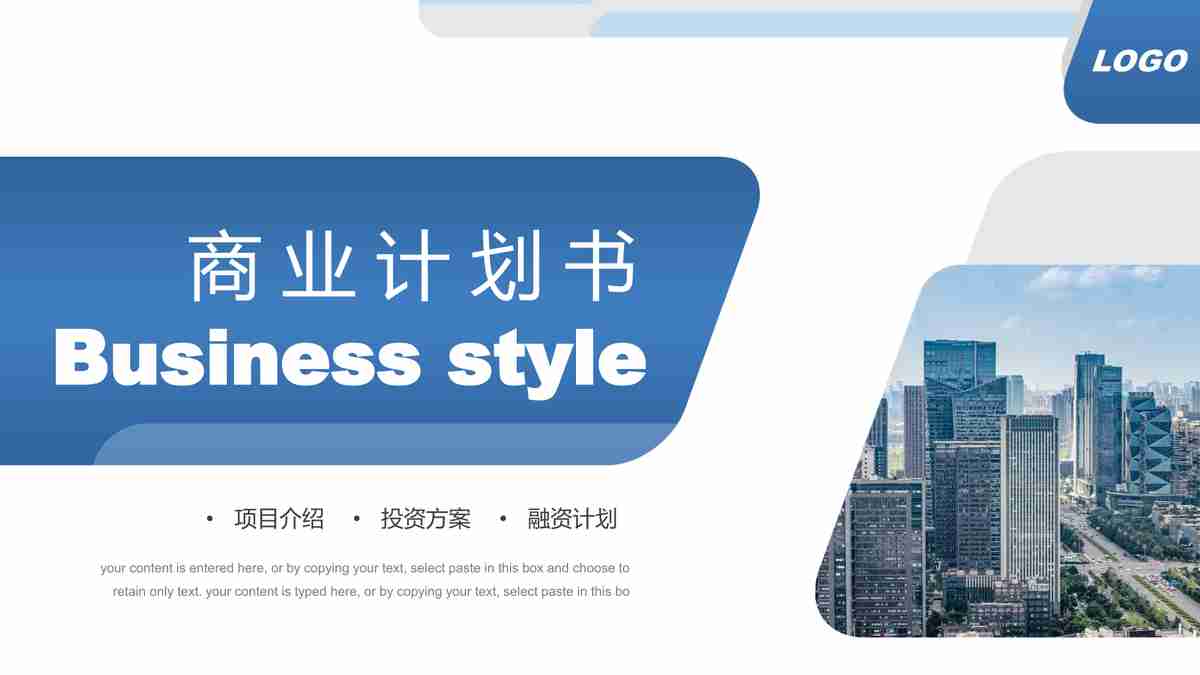 LOGO
商业计划书
Business style
• 项目介绍 • 投资方案 • 融资计划
your content is entered here, or by copying your text, select paste in this box and choose to
retain only text. your content is typed here, or by copying your text, select paste in this bo